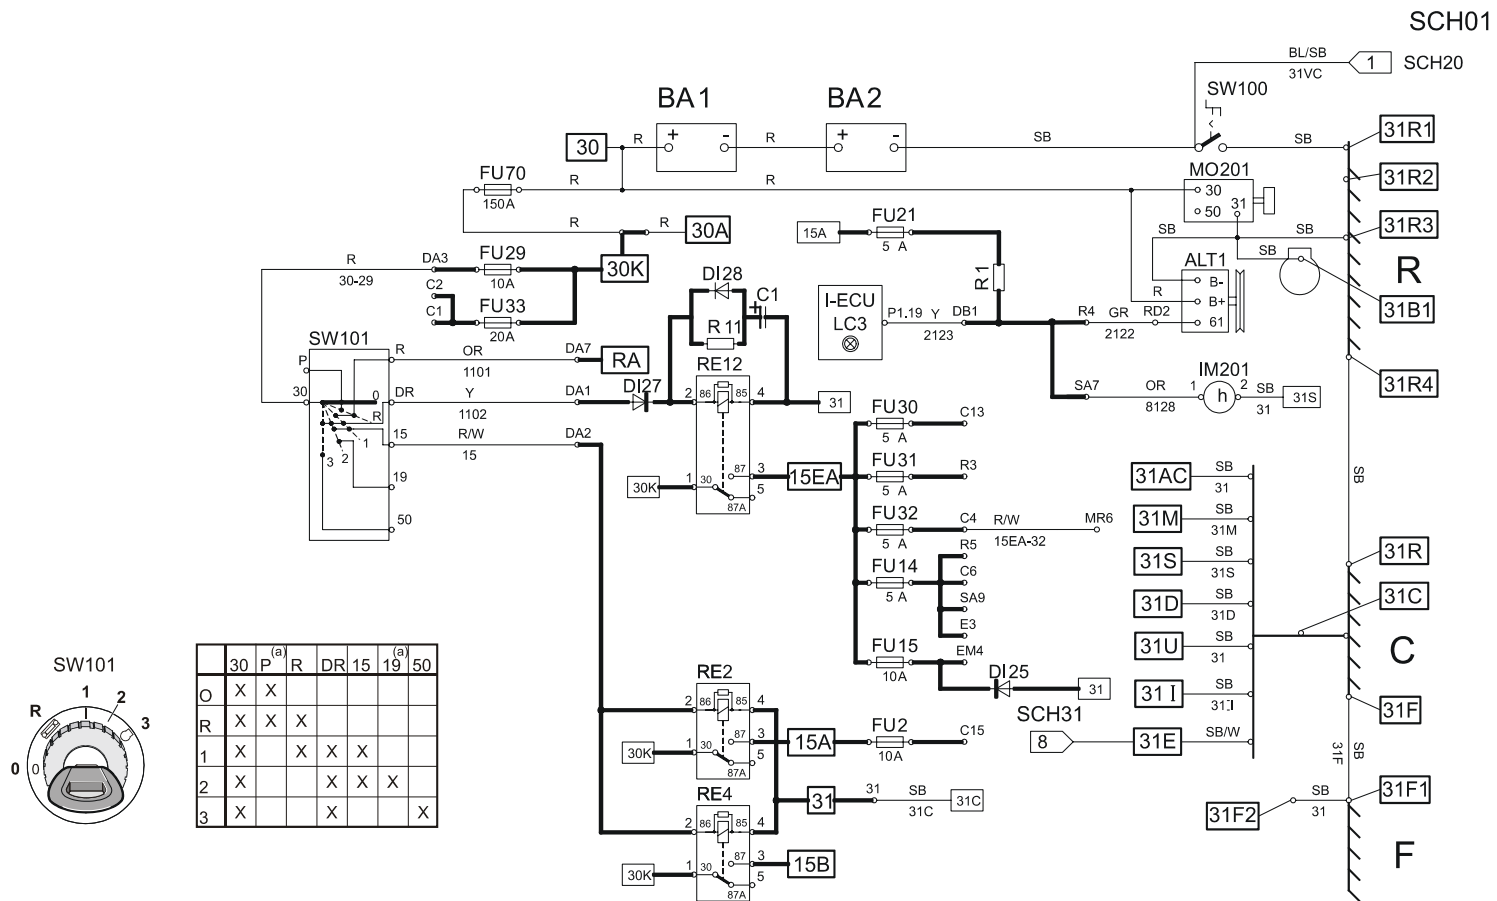 SCH01
BL/SB
1 SCH20
31VC
BA1 BA2 SW100
30 R + - R + - SB SB 31R1
FU70 R R MO201 31R2
150A 30
50 31
R R 30A 15A FU21 SB SB 31R3
5 A SB
R DA3 FU29 30K DI28 R1 ALT1 R
30-29 10A B-
C2 C1 I-ECU R B+ 31B1
C1 FU33 + P1.19 Y DB1 R4 GR RD2 61
20A R 11 LC3 2123 2122
SW101 RE12
P R OR DA7 RA IM201 31R4
1101 DI27 SA7 OR 1 h 2 SB 31S
30 0 DR Y DA1 2 86 85 4 31 8128 31
1102 FU30 C13
R 15 R/W DA2 5 A
1 15
3 2 19 FU31 R3 31AC SB SB
30K 1 30 87 3 15EA 5 A 31
5
50 87A FU32 C4 R/W MR6 31M SB
5 A 15EA-32 31M
R5 31S SB 31R
FU14 C6 31S
5 A 31C
SA9 31D SB
31D
E3 31U SB C
SW101 30 P(a) R DR 15 19(a) 50 FU15 EM4 31
10A DI25 31
1 2 O X X RE2 31 I SB
R 3 2 86 85 4 SCH31 31I 31F
R X X X FU2 C15 8 31E SB/W
1 X X X X 30K 1 30 87 3 15A 10A
5 31F SB
0 0 2 X X X X 87A
RE4 31 31 SB 31C SB 31F1
3 X X X 31C 31F2 31
2 86 85 4
30K 1 30 87 3 15B F
5
87A